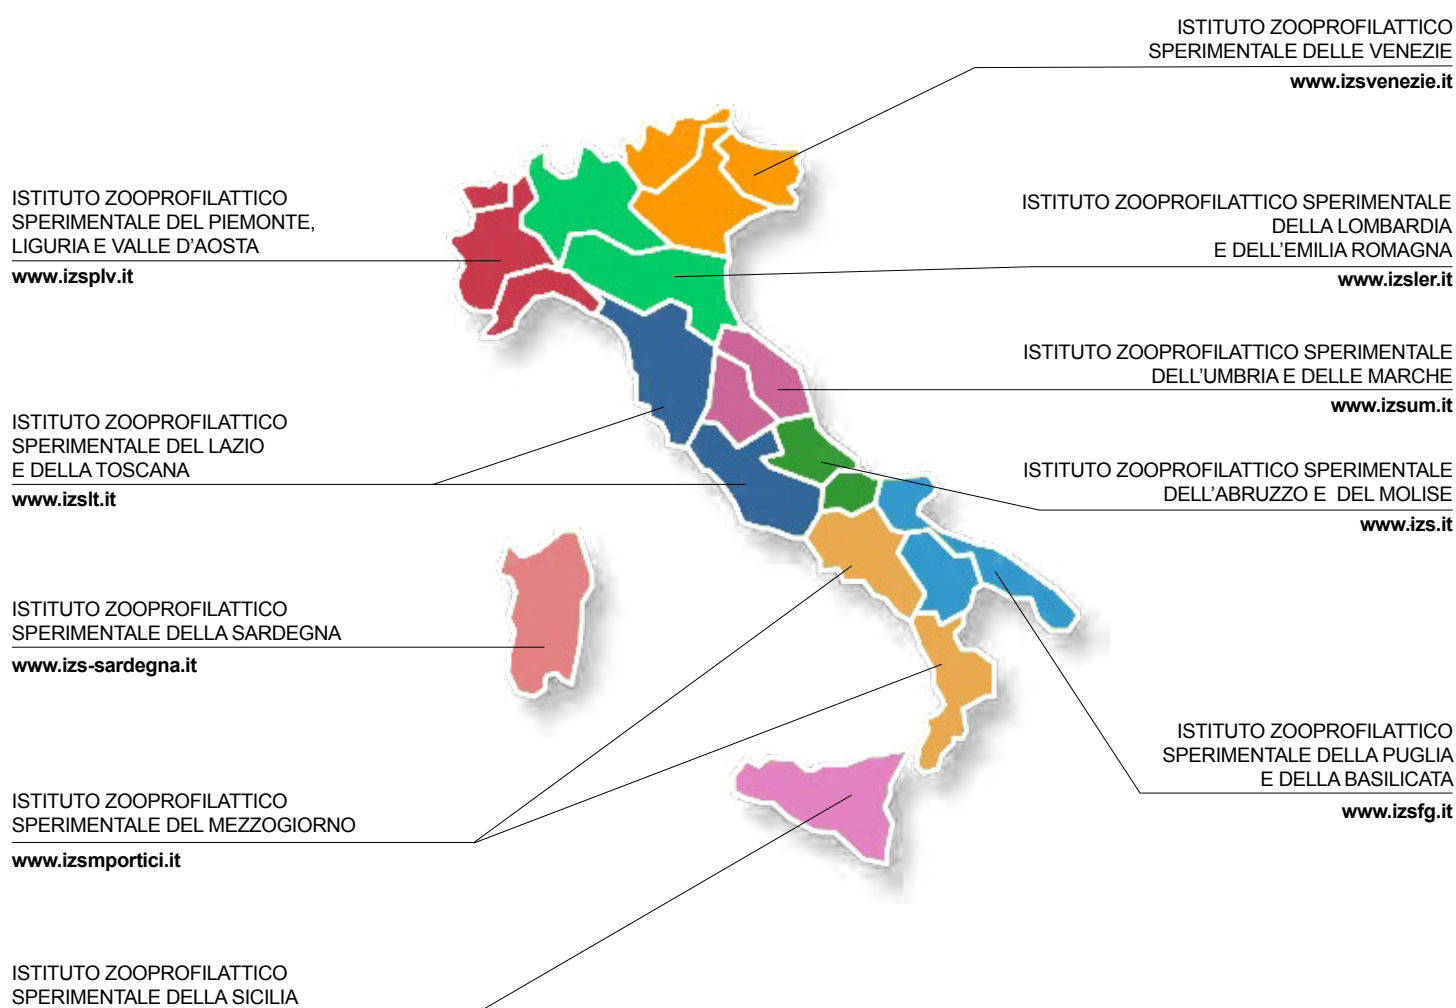 ISTITUTO ZOOPROFILATTICO
SPERIMENTALE DELLE VENEZIE
www.izsvenezie.it
ISTITUTO ZOOPROFILATTICO
SPERIMENTALE DEL PIEMONTE,
LIGURIA E VALLE D'AOSTA
www.izsplv.it
ISTITUTO ZOOPROFILATTICO SPERIMENTALE
DELLA LOMBARDIA
E DELL'EMILIA ROMAGNA
www.izsler.it
ISTITUTO ZOOPROFILATTICO SPERIMENTALE
DELL'UMBRIA E DELLE MARCHE
www.izsum.it
ISTITUTO ZOOPROFILATTICO
SPERIMENTALE DEL LAZIO
E DELLA TOSCANA
www.izslt.it
ISTITUTO ZOOPROFILATTICO SPERIMENTALE
DELL'ABRUZZO E DEL MOLISE
www.izs.it
ISTITUTO ZOOPROFILATTICO
SPERIMENTALE DELLA SARDEGNA
www.izs-sardegna.it
ISTITUTO ZOOPROFILATTICO
SPERIMENTALE DELLA PUGLIA
E DELLA BASILICATA
www.izsfg.it
ISTITUTO ZOOPROFILATTICO
SPERIMENTALE DEL MEZZOGIORNO
www.izsmportici.it
ISTITUTO ZOOPROFILATTICO
SPERIMENTALE DELLA SICILIA